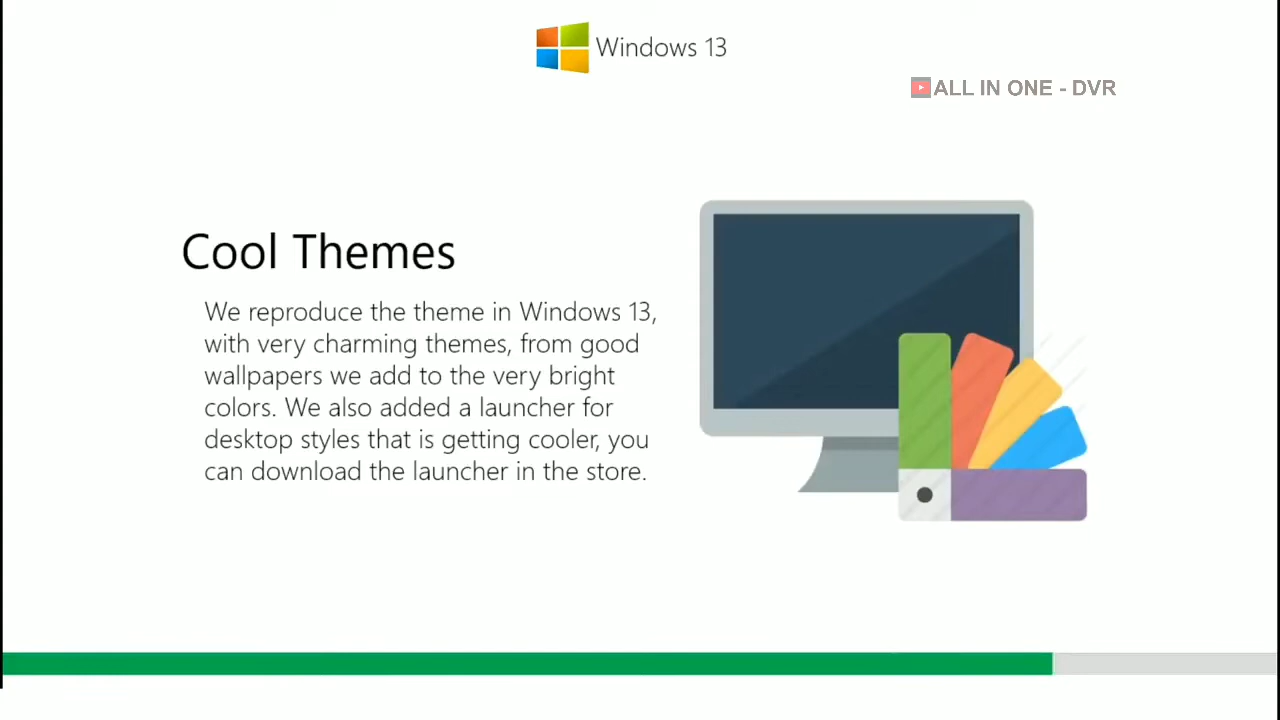 Windows 13
ALL IN ONE - DVR
Cool Themes
We reproduce the theme in Windows 13,
with very charming themes, from good
wallpapers we add to the very bright
colors. We also added a launcher for
desktop styles that is getting cooler, you
can download the launcher in the store.